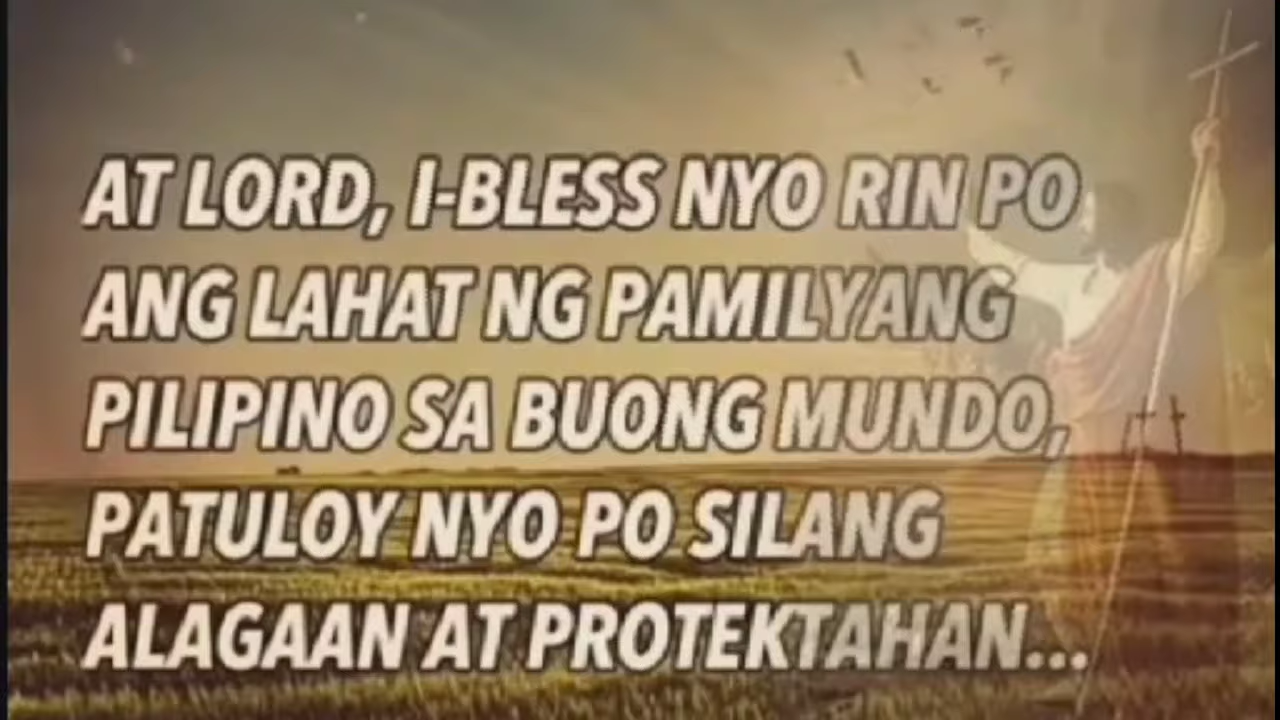 AT LORD, I-BLESS NYO RIN PO
ANG LAHAT NG PAMILYANG
PILIPINO SA BUONG MUNDO,
PATULOY NYO PO SILANG
ALAGAAN AT PROTEKTAHAN...